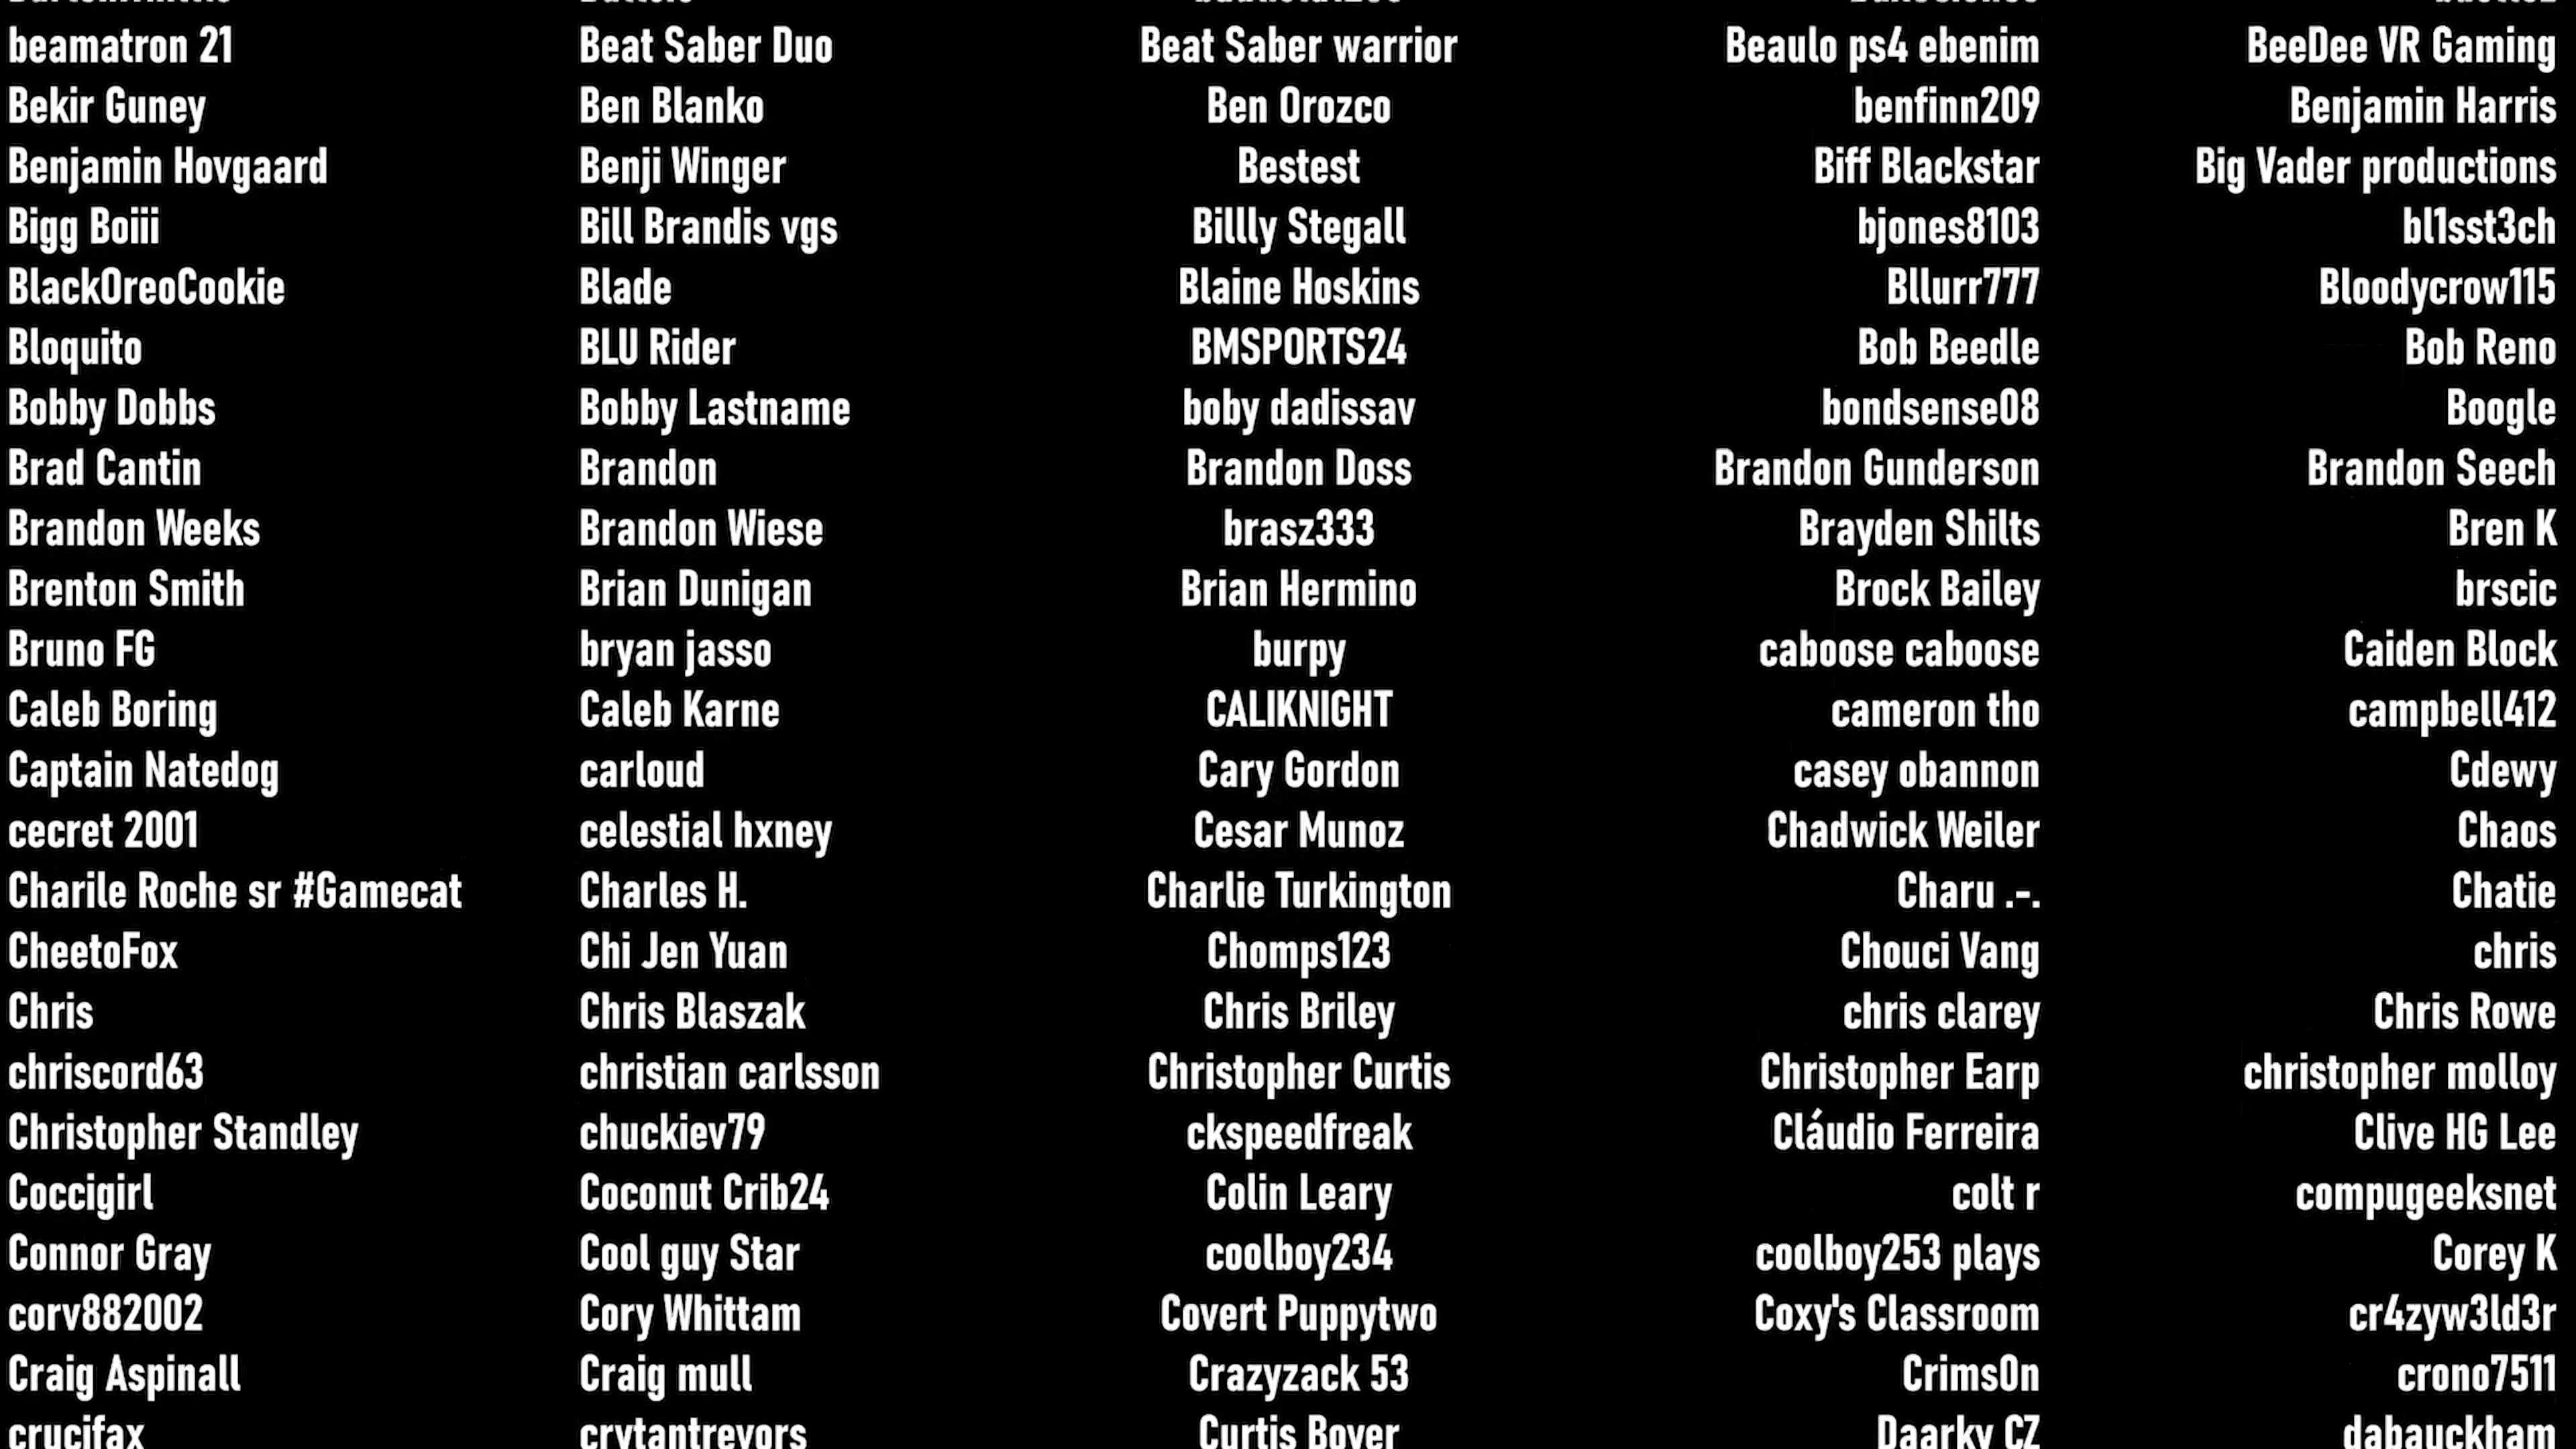 beamatron 21 Beat Saber Duo Beat Saber warrior Beaulo ps4 ebenim BeeDee VR Gaming
Bekir Guney Ben Blanko Ben Orozco benfinn209 Benjamin Harris
Benjamin Hovgaard Benji Winger Bestest Biff Blackstar Big Vader productions
Bigg Boiii Bill Brandis vgs Billly Stegall bjones8103 bl1sst3ch
BlackOreoCookie Blade Blaine Hoskins Bllurr777 Bloodycrow115
Bloquito BLU Rider BMSPORTS24 Bob Beedle Bob Reno
Bobby Dobbs Bobby Lastname boby dadissav bondsense08 Boogle
Brad Cantin Brandon Brandon Doss Brandon Gunderson Brandon Seech
Brandon Weeks Brandon Wiese brasz333 Brayden Shilts Bren K
Brenton Smith Brian Dunigan Brian Hermino Brock Bailey brscic
Bruno FG bryan jasso burpy caboose caboose Caiden Block
Caleb Boring Caleb Karne CALIKNIGHT cameron tho campbell412
Captain Natedog carloud Cary Gordon casey obannon Cdewy
cecret 2001 celestial hxney Cesar Munoz Chadwick Weiler Chaos
Charile Roche sr #Gamecat Charles H. Charlie Turkington Charu .-. Chatie
CheetoFox Chi Jen Yuan Chomps123 Chouci Vang chris
Chris Chris Blaszak Chris Briley chris clarey Chris Rowe
chriscord63 christian carlsson Christopher Curtis Christopher Earp christopher molloy
Christopher Standley chuckiev79 ckspeedfreak Cláudio Ferreira Clive HG Lee
Coccigirl Coconut Crib24 Colin Leary colt r compugeeksnet
Connor Gray Cool guy Star coolboy234 coolboy253 plays Corey K
corv882002 Cory Whittam Covert Puppytwo Coxy's Classroom cr4zyw3ld3r
Craig Aspinall Craig mull Crazyzack 53 Crims0n crono7511
crucifax crytantrevors Curtis Boyer Daarky CZ dabauckham